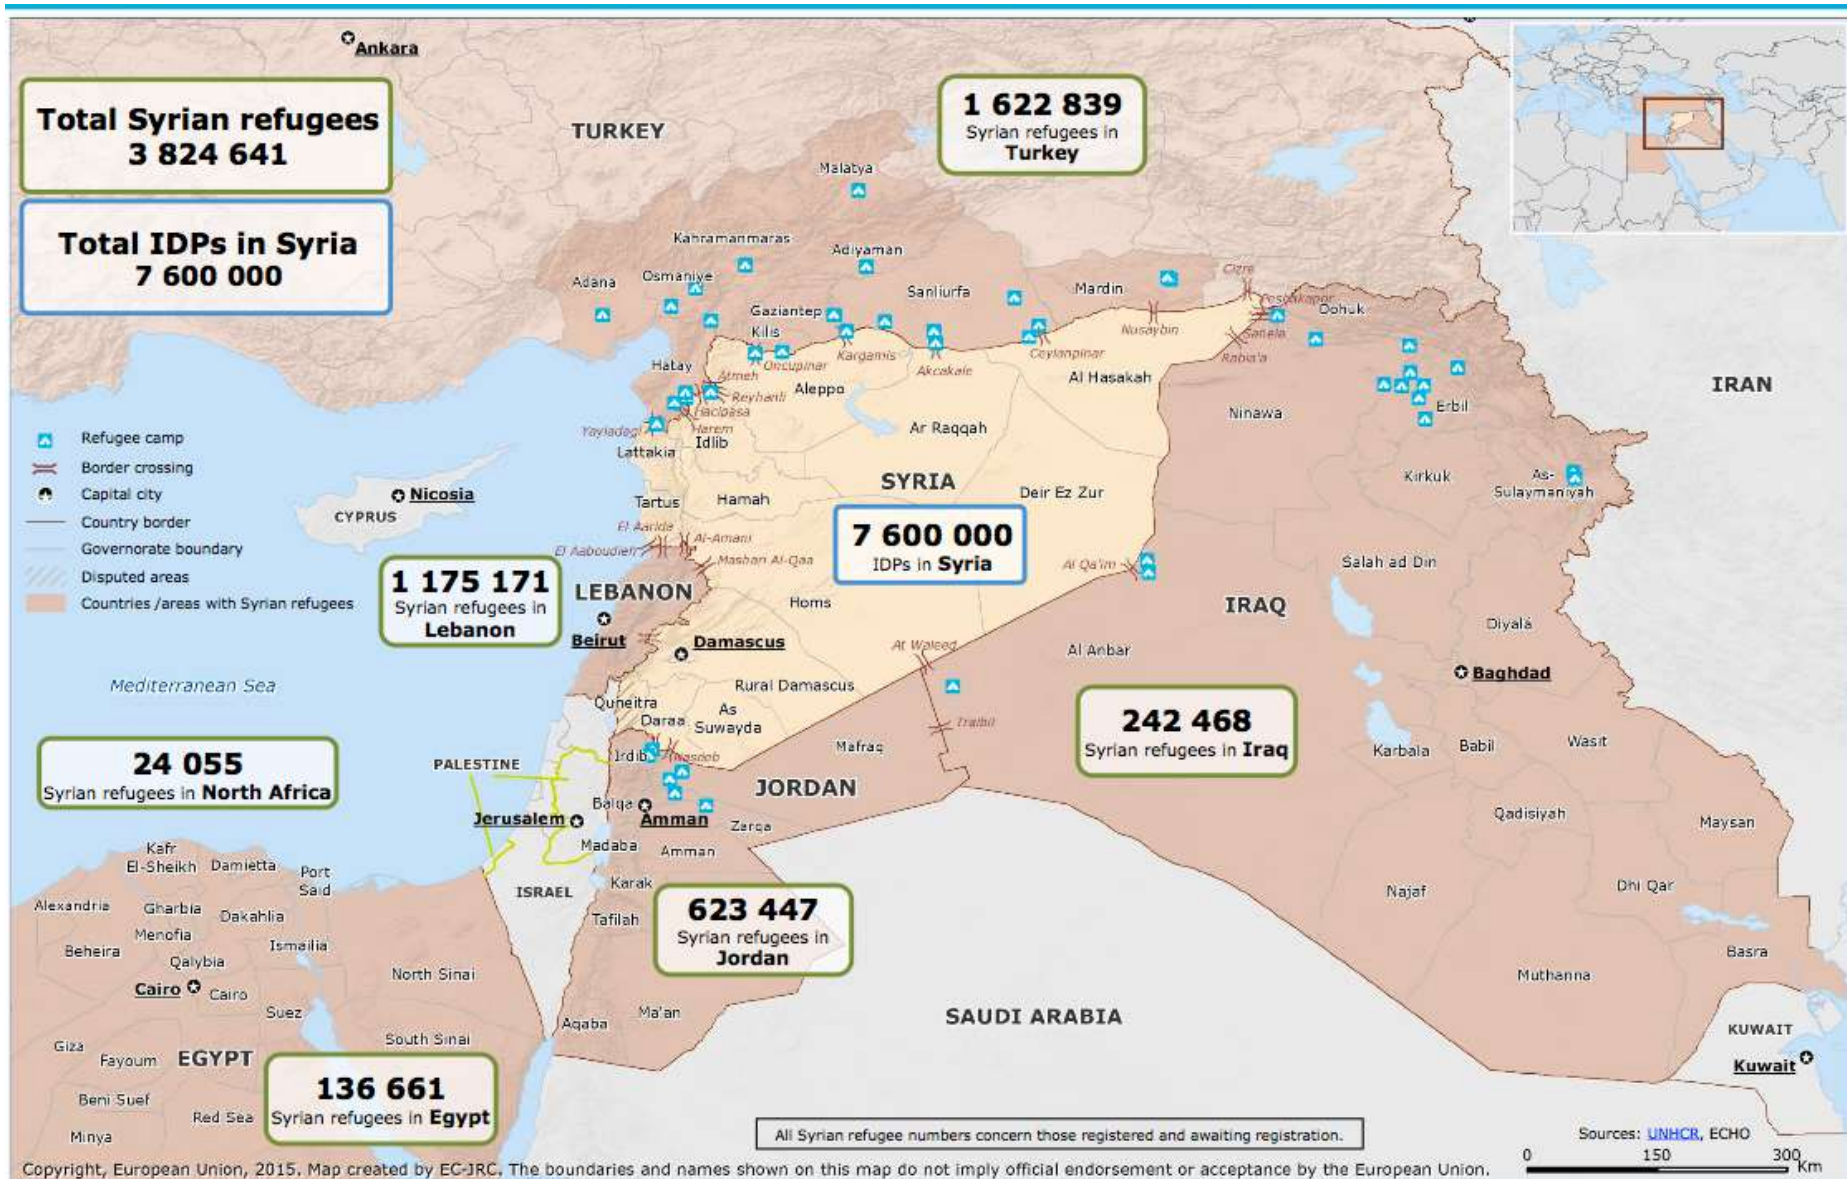 Ankara
Total Syrian refugees
3 824 641
Total IDPs in Syria
7 600 000
TURKEY
1 622 839
Syrian refugees in
Turkey
Malatya
Kahramanmaras
Adiyaman
Adana
Osmaniye
Sanliurfa
Mardin
Cizre
Peshkapor
Dohuk
Gaziantep
Kilis
Nusaybin
Sahela
Rabia'a
Oncupinar
Kargamis
Akcakale
Ceylanpinar
Hatay
Atmeh
Reyhanli
Hacipasa
Harem
Yayladagi
Aleppo
Al Hasakah
Ninawa
Erbil
IRAN
Idlib
Lattakia
Ar Raqqah
SYRIA
Refugee camp
Border crossing
Capital city
Country border
Governorate boundary
Disputed areas
Countries /areas with Syrian refugees
Nicosia
CYPRUS
Tartus
Hamah
Deir Ez Zur
Kirkuk
As-
Sulaymaniyah
El Aarida
Al-Amani
El Aaboudieh
Mashari Al-Qaa
7 600 000
IDPs in Syria
Al Qa'im
Salah ad Din
1 175 171
Syrian refugees in
Lebanon
LEBANON
Homs
IRAQ
Diyala
Beirut
Damascus
At Waleed
Al Anbar
Baghdad
Mediterranean Sea
Rural Damascus
Quneitra
Daraa
As
Suwayda
Traibil
242 468
Syrian refugees in Iraq
Karbala
Babil
Wasit
24 055
Syrian refugees in North Africa
PALESTINE
Irdib
Mafraq
JORDAN
Balqa
Jerusalem
Amman
Zarqa
Madaba
Amman
Qadisiyah
Maysan
Kafr
El-Sheikh
Damietta
Port
Said
Karak
ISRAEL
Najaf
Dhi Qar
Alexandria
Gharbia
Dakahlia
Menofia
Ismailia
Beheira
Qalybia
Tafilah
623 447
Syrian refugees in
Jordan
Basra
North Sinai
Muthanna
Cairo
Cairo
Suez
Aqaba
Ma'an
SAUDI ARABIA
KUWAIT
Kuwait
South Sinai
Giza
Fayoum
EGYPT
136 661
Syrian refugees in Egypt
Beni Suef
Red Sea
Minya
All Syrian refugee numbers concern those registered and awaiting registration.
Sources: UNHCR, ECHO
0 150 300 Km
Copyright, European Union, 2015. Map created by EC-JRC. The boundaries and names shown on this map do not imply official endorsement or acceptance by the European Union.